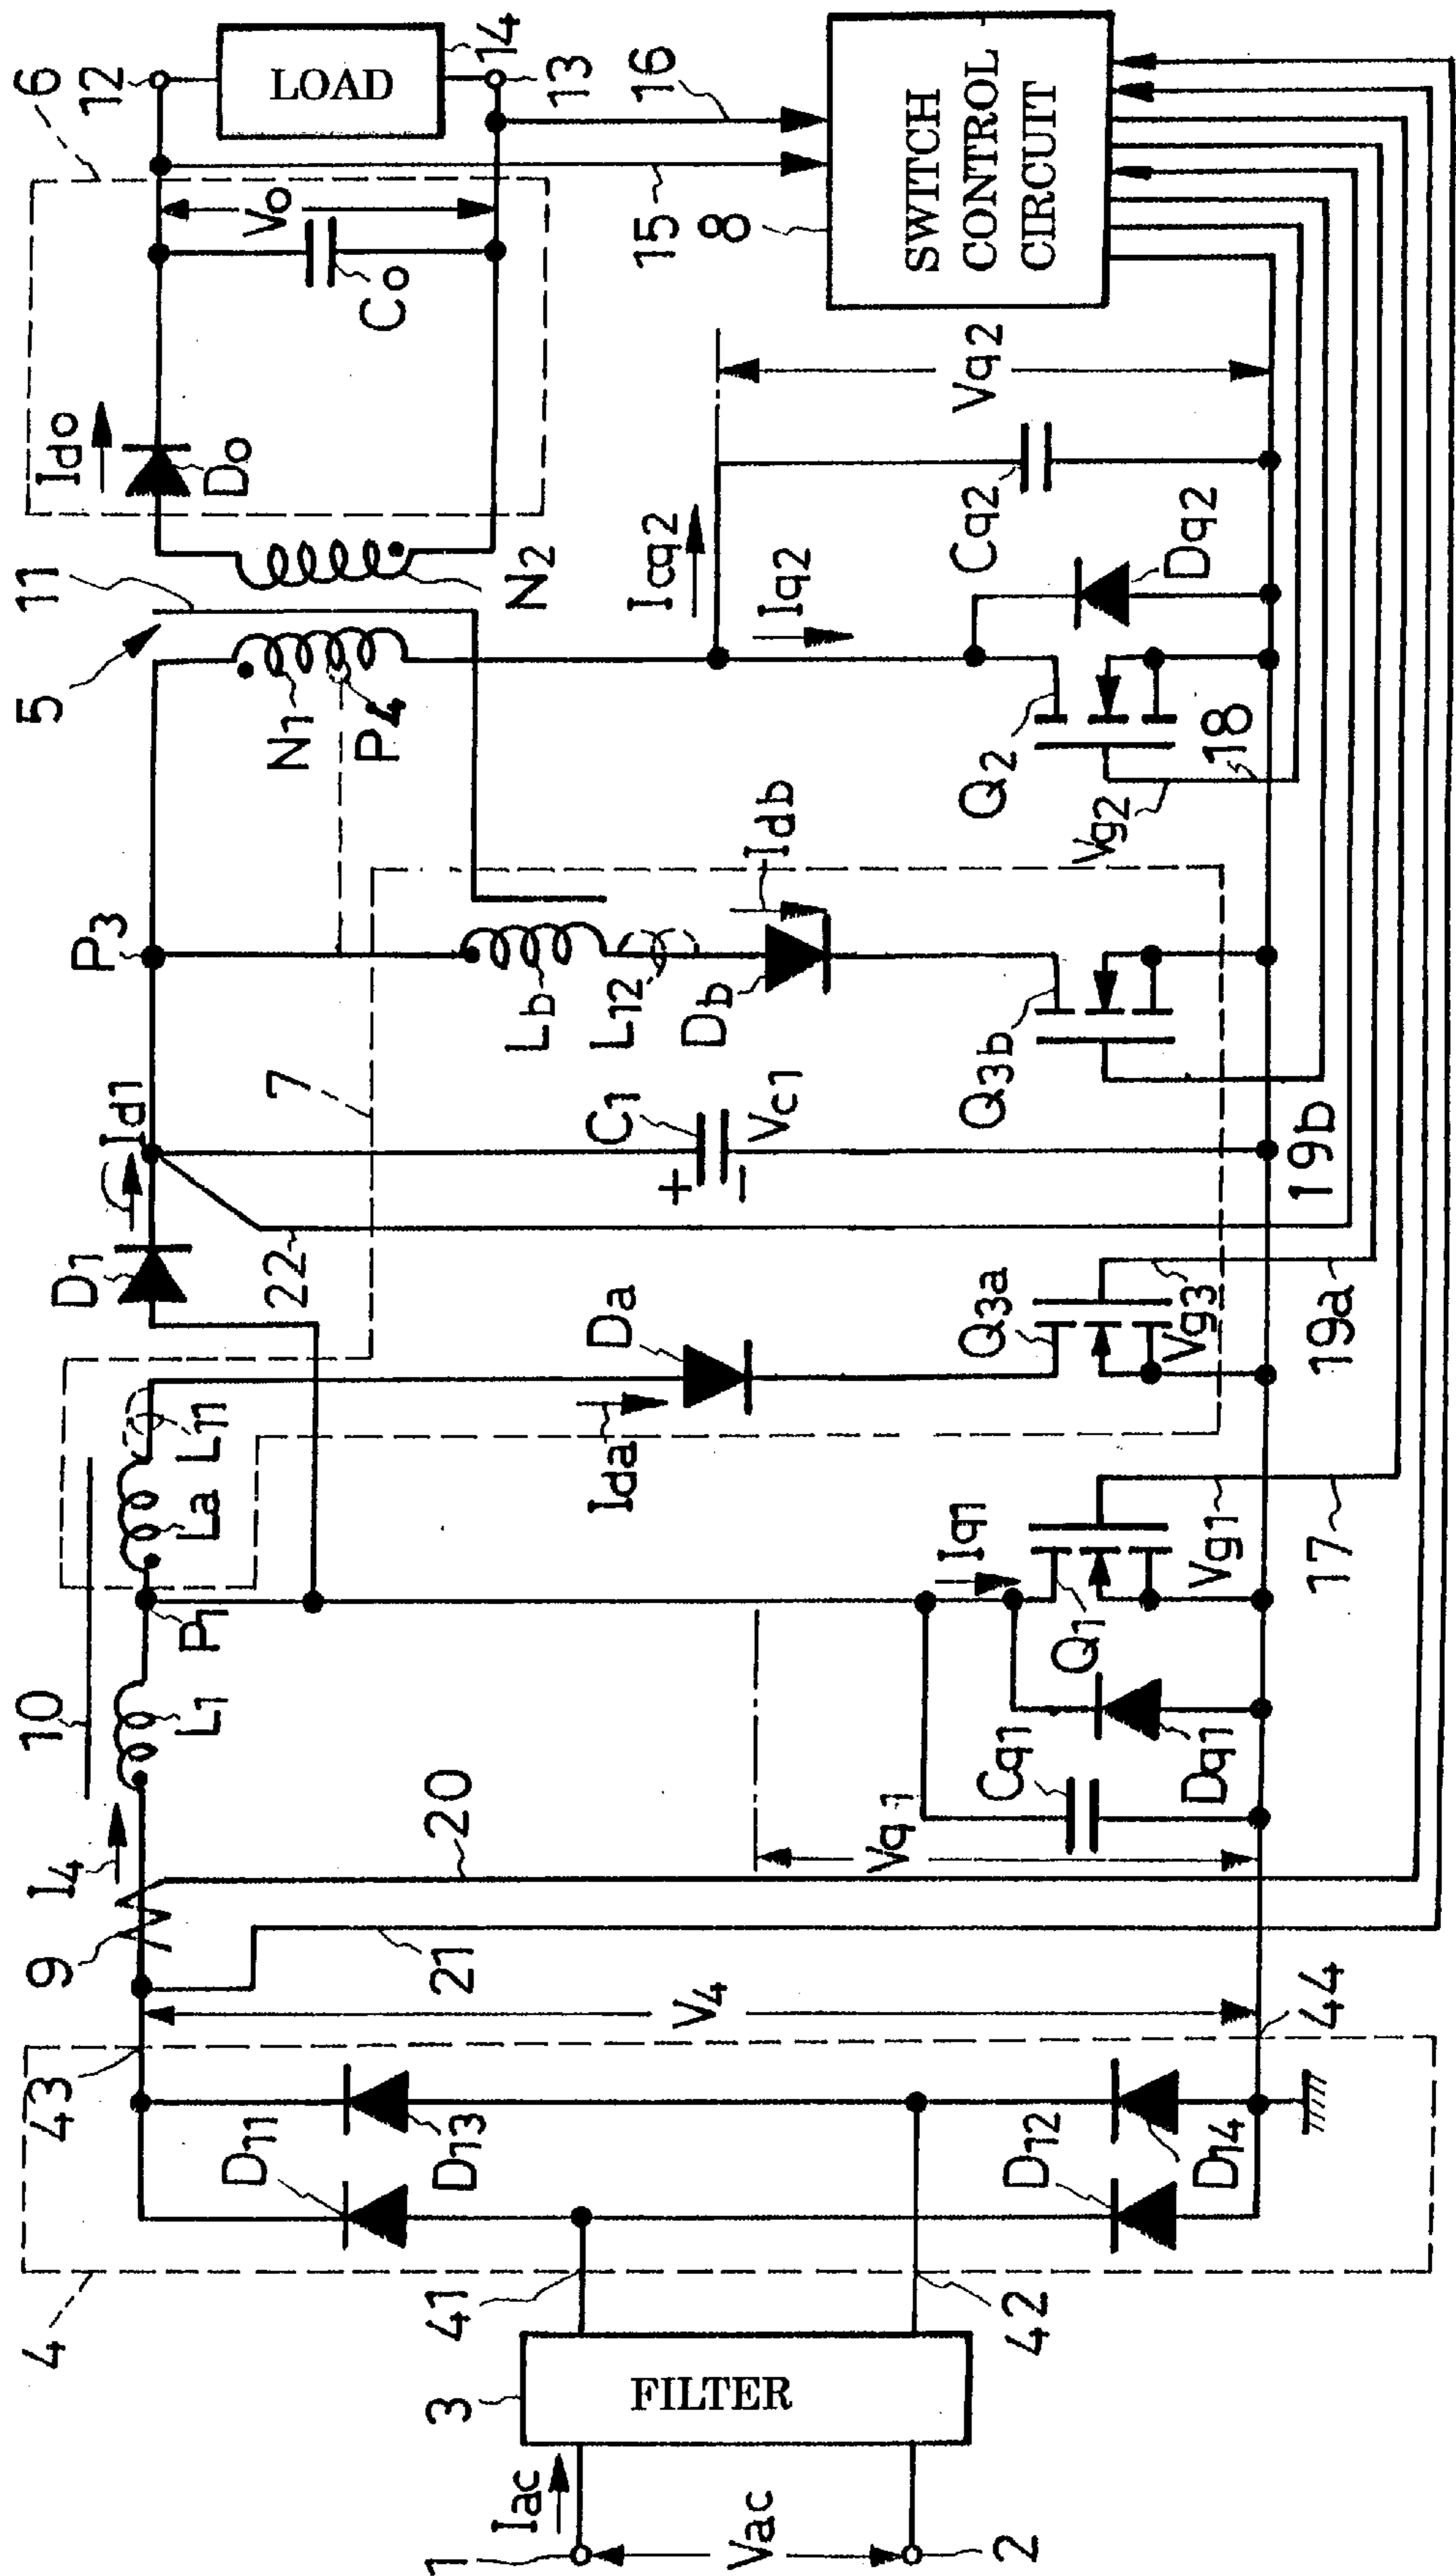 4
43
9
I4
10
L1
P1
La
L11
D1
Id1
P3
5
11
6
12
Ido
Do
Vo
Co
LOAD
14
13
N1
P4
N2
15
16
8
SWITCH
CONTROL
CIRCUIT
D11
D13
V4
21
20
22
7
Da
Ida
C1
+
−
Vc1
Lb
L12
Db
Idb
Icq2
Iq2
Cq2
Vq2
Dq2
Q2
Vg2
18
Q3b
19b
Q3a
Vg3
19a
Iq1
Q1
Vg1
17
Cq1
Dq1
Vq1
D12
D14
44
41
42
3
FILTER
1
Iac
Vac
2